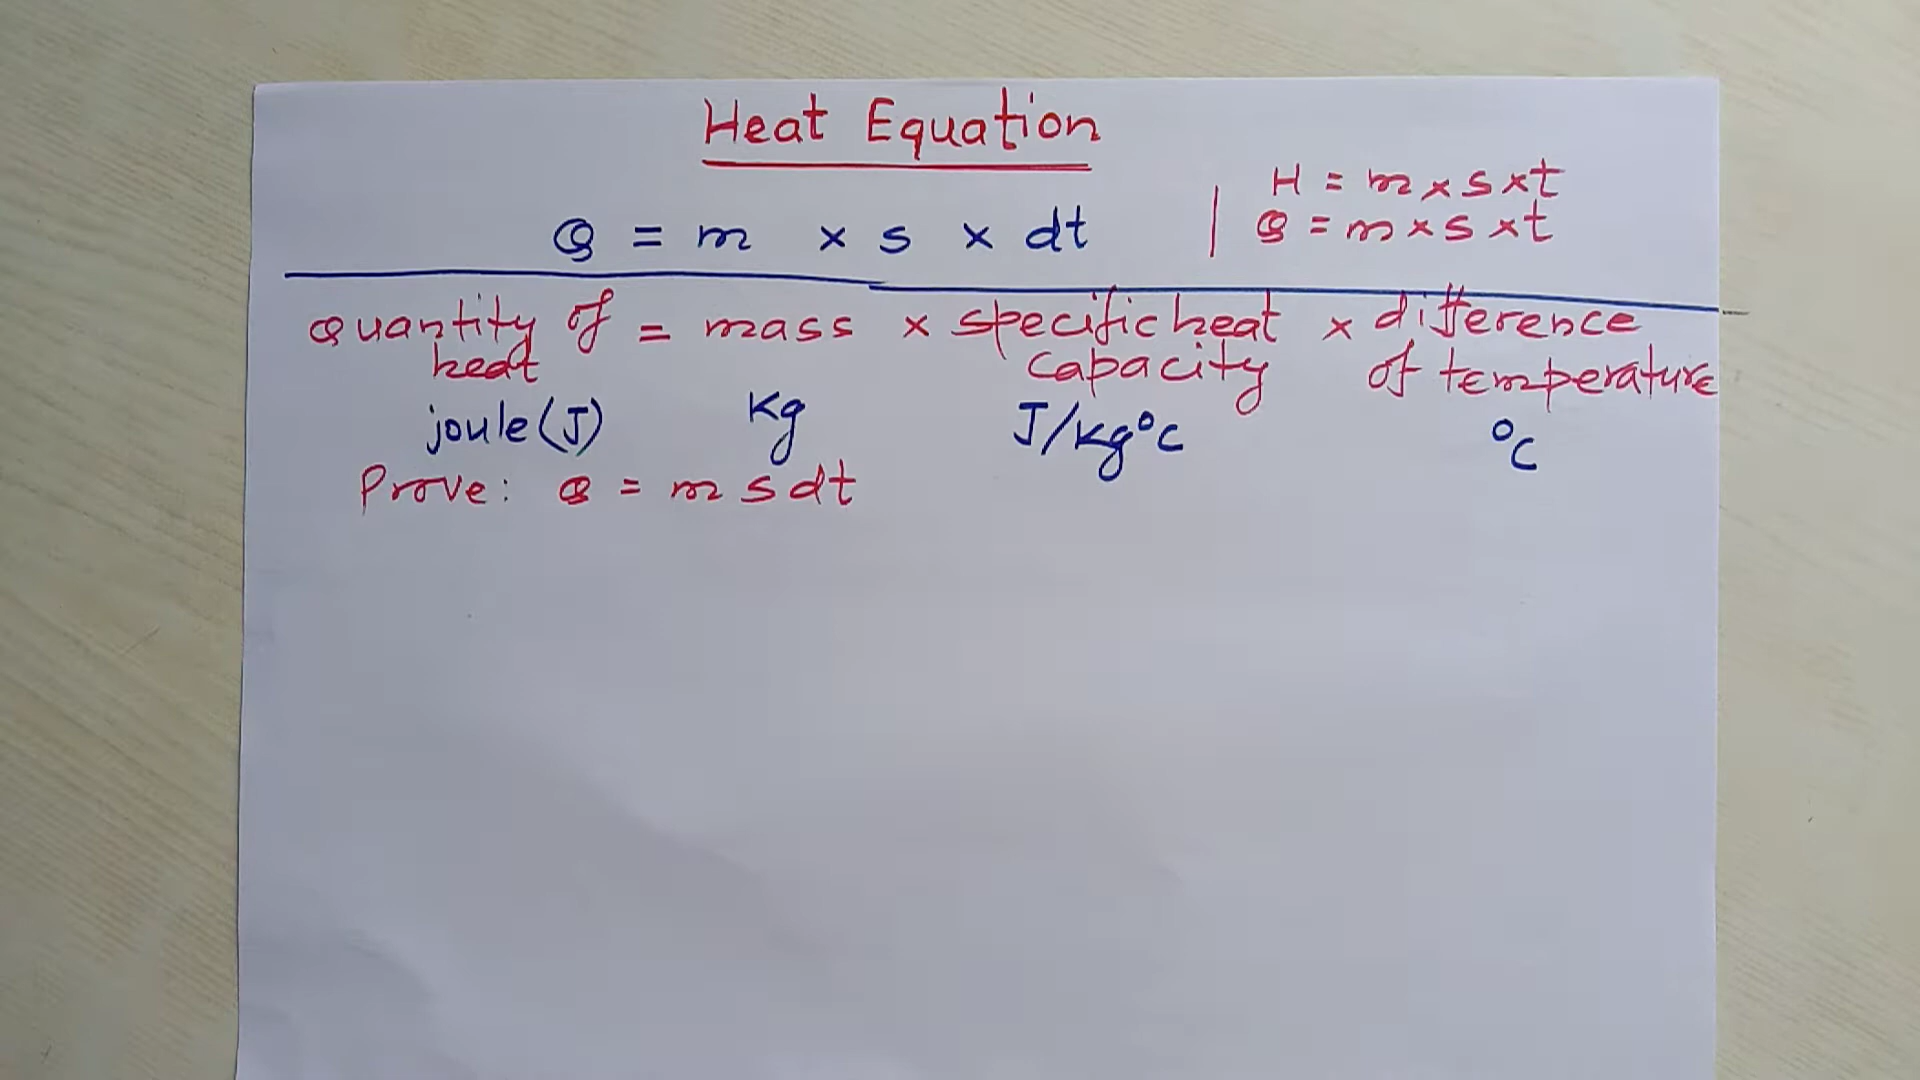 Heat Equation
H = m x s x t
Q = m x s x dt
Q = m x s x t
quantity of heat = mass x specific heat capacity x difference of temperature
joule (J) Kg J/kg°C °C
Prove: Q = m s dt